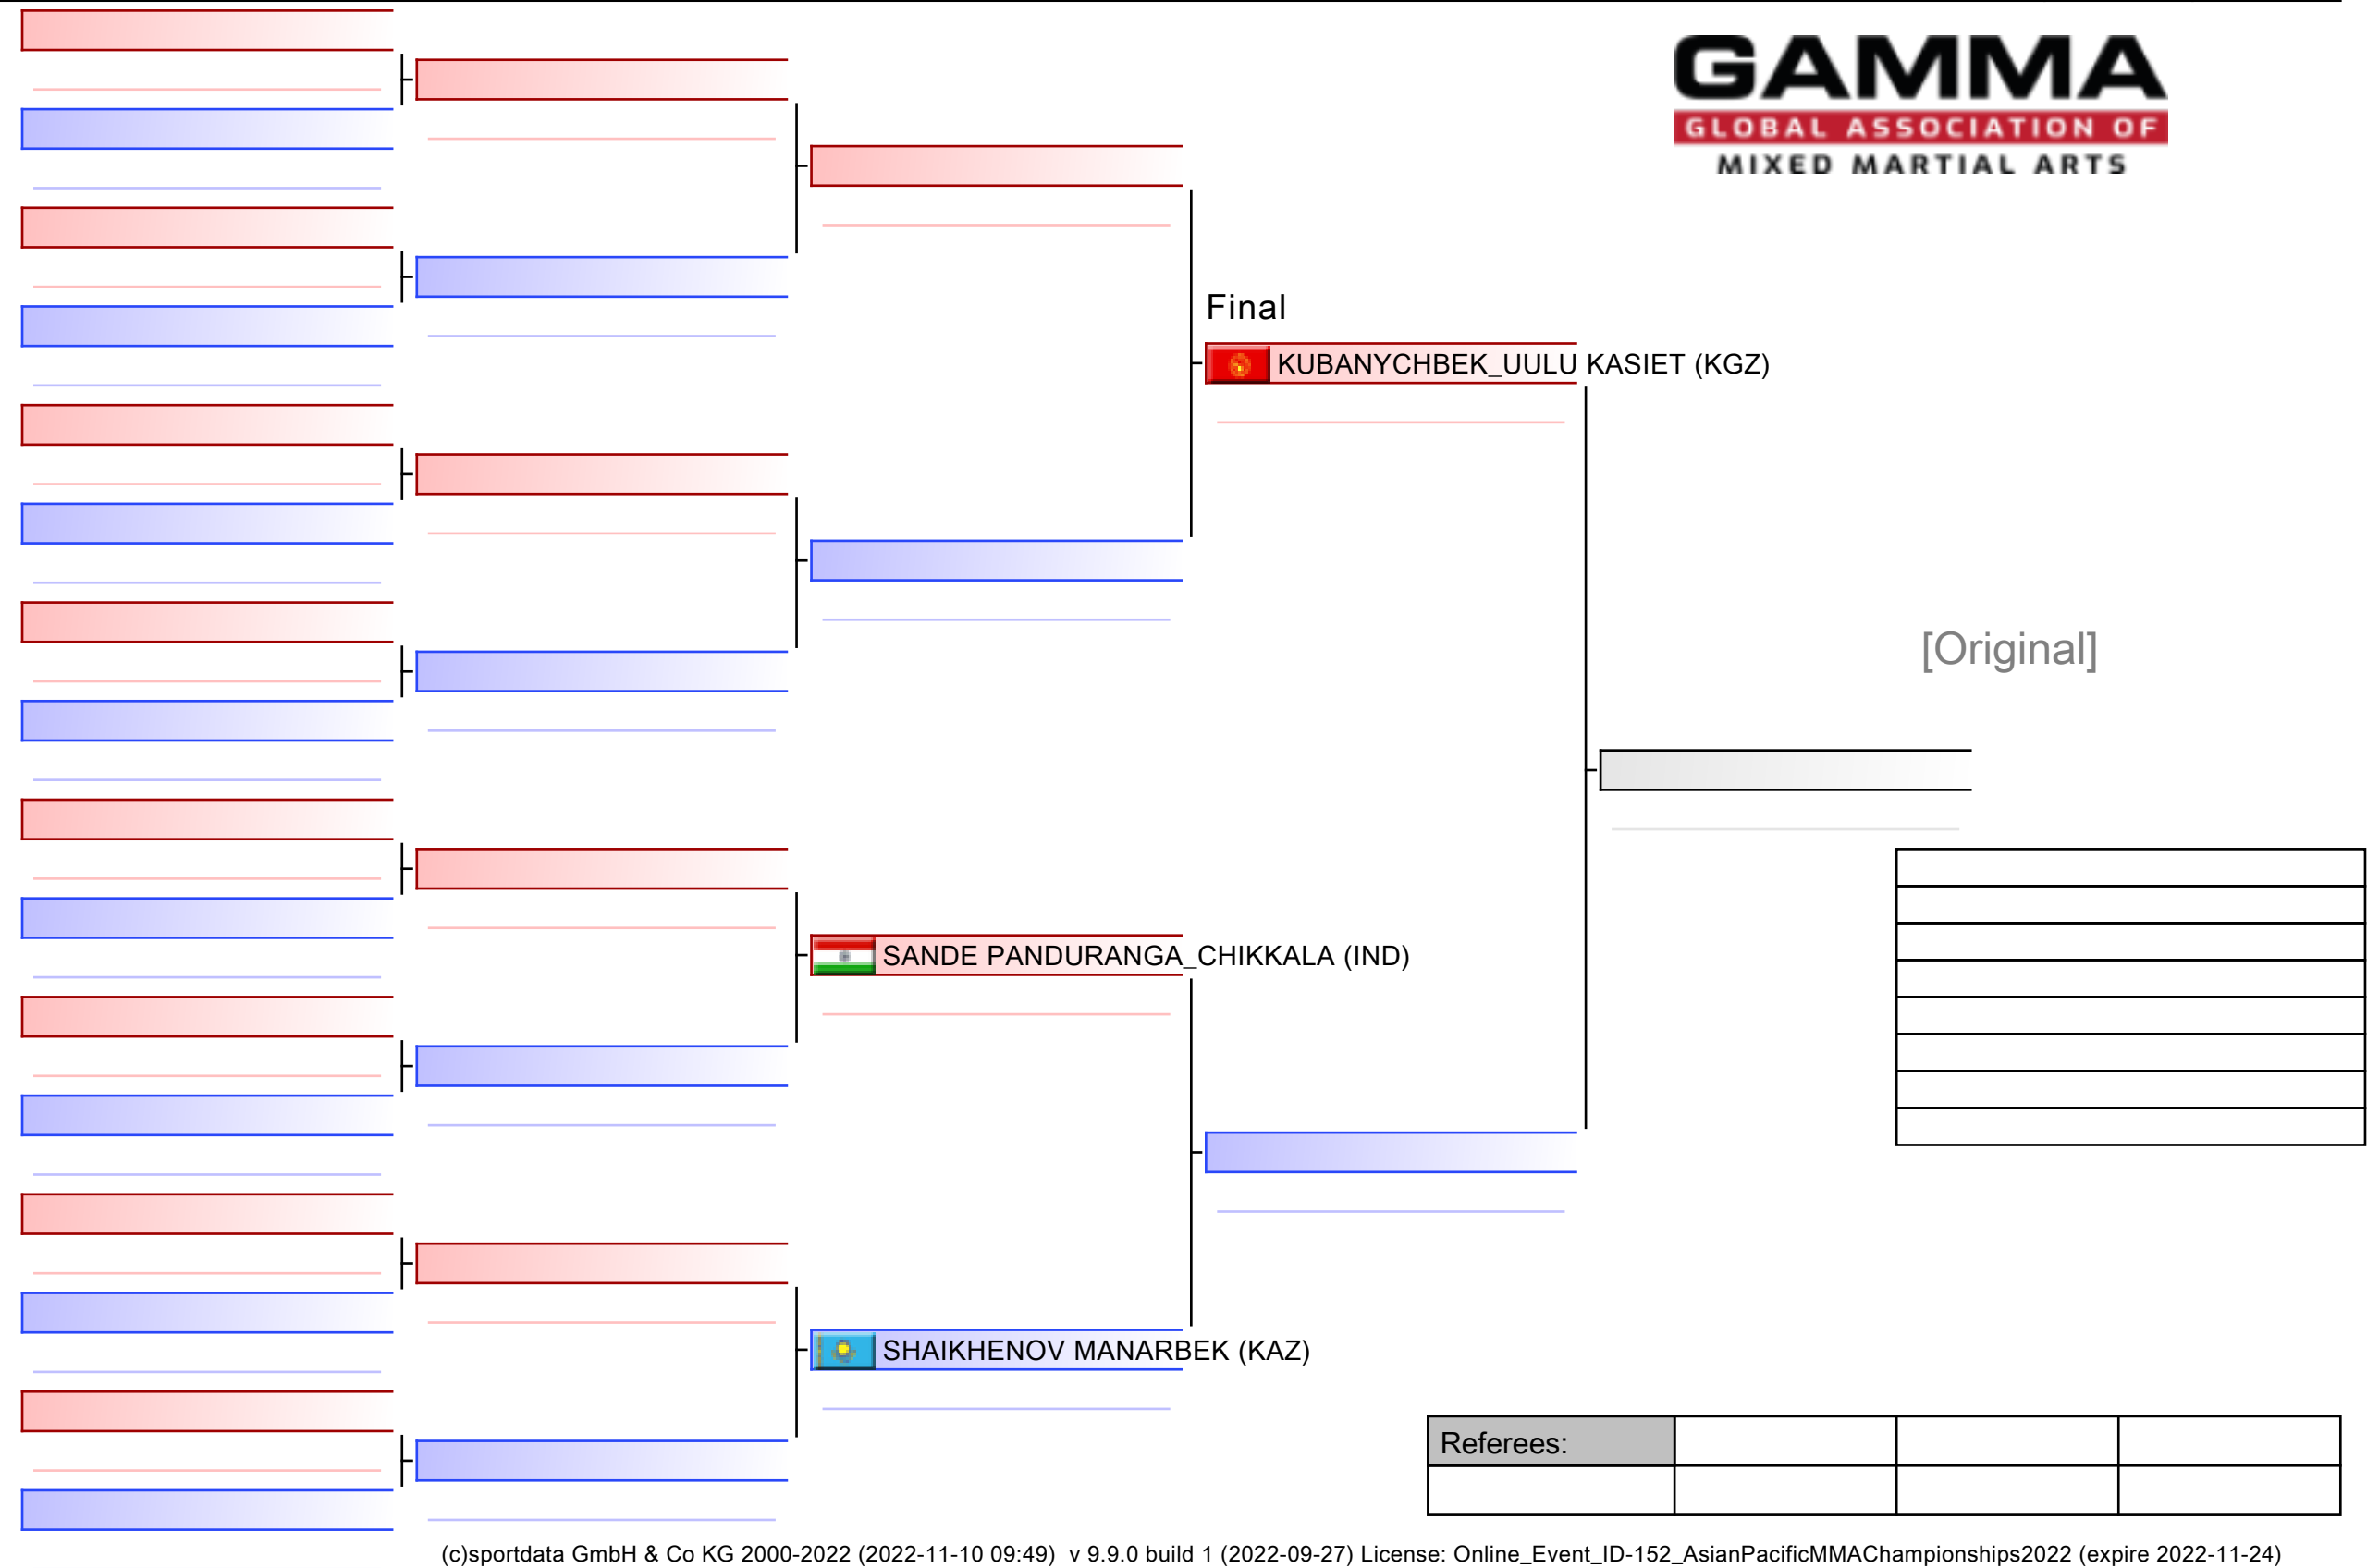 GAMMA
GLOBAL ASSOCIATION OF
MIXED MARTIAL ARTS
Final
KUBANYCHBEK_UULU KASIET (KGZ)
[Original]
SANDE PANDURANGA_CHIKKALA (IND)
SHAIKHENOV MANARBEK (KAZ)
Referees:
(c)sportdata GmbH & Co KG 2000-2022 (2022-11-10 09:49)  v 9.9.0 build 1 (2022-09-27) License: Online_Event_ID-152_AsianPacificMMAChampionships2022 (expire 2022-11-24)